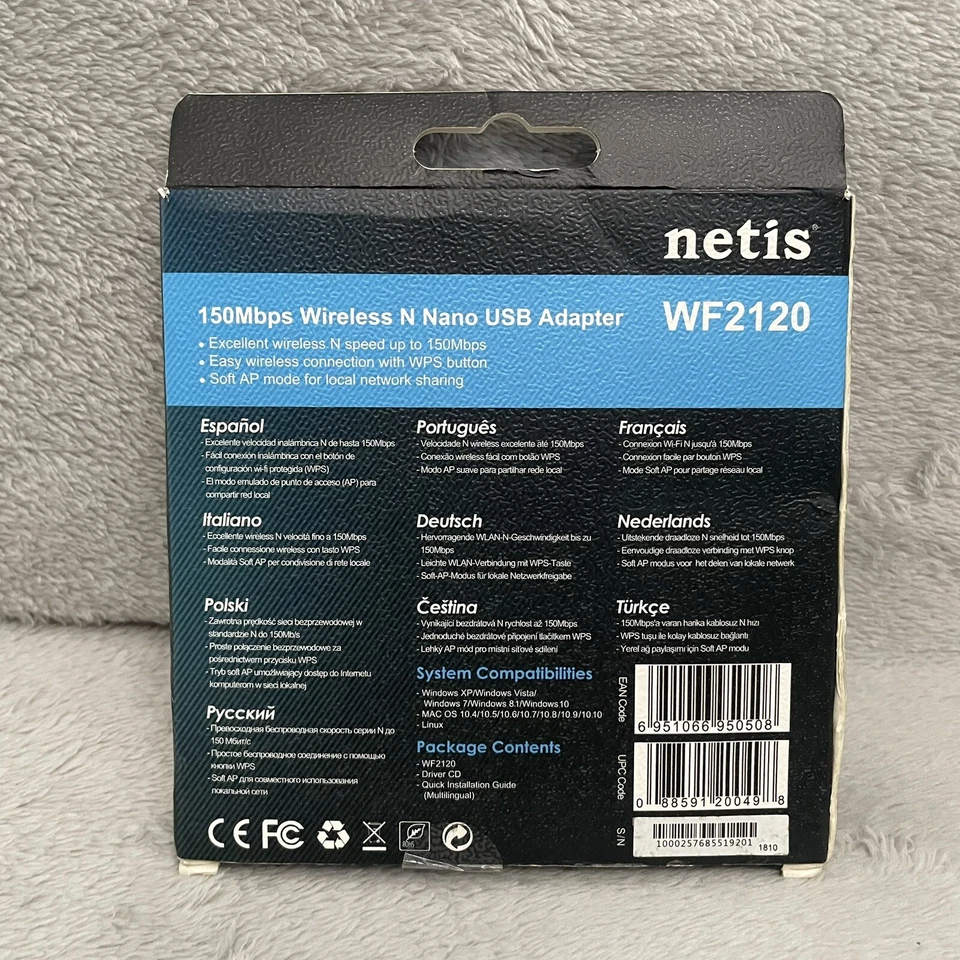 netis®
150Mbps Wireless N Nano USB Adapter
WF2120
• Excellent wireless N speed up to 150Mbps
• Easy wireless connection with WPS button
• Soft AP mode for local network sharing
Español
- Excelente velocidad inalámbrica N de hasta 150Mbps
- Fácil conexión inalámbrica con el botón de
configuración wi-fi protegida (WPS)
- El modo emulado de punto de acceso (AP) para
compartir red local
Português
- Velocidade N wireless excelente até 150Mbps
- Conexão wireless fácil com botão WPS
- Modo AP suave para partilhar rede local
Français
- Connexion Wi-Fi N jusqu'à 150Mbps
- Connexion facile par bouton WPS
- Mode Soft AP pour partage réseau local
Italiano
- Eccellente wireless N velocità fino a 150Mbps
- Facile connessione wireless con tasto WPS
- Modalità Soft AP per condivisione di rete locale
Deutsch
- Hervorragende WLAN-N-Geschwindigkeit bis zu
150Mbps
- Leichte WLAN-Verbindung mit WPS-Taste
- Soft-AP-Modus für lokale Netzwerkfreigabe
Nederlands
- Uitstekende draadloze N snelheid tot 150Mbps
- Eenvoudige draadloze verbinding met WPS knop
- Soft AP modus voor het delen van lokale netwerk
Polski
- Zawrotna prędkość sieci bezprzewodowej w
standardzie N do 150Mb/s
- Proste połączenie bezprzewodowe za
pośrednictwem przycisku WPS
- Tryb soft AP umożliwiający dostęp do Internetu
komputerom w sieci lokalnej
Čeština
- Vynikající bezdrátová N rychlost až 150Mbps
- Jednoduché bezdrátové připojení tlačítkem WPS
- Lehký AP mód pro místní síťové sdílení
Türkçe
- 150Mbps'a varan harika kablosuz N hızı
- WPS tuşu ile kolay kablosuz bağlantı
- Yerel ağ paylaşımı için Soft AP modu
Русский
- Превосходная беспроводная скорость серии N до
150 Мбит/с
- Простое беспроводное соединение с помощью
кнопки WPS
- Soft AP для совместного использования
локальной сети
System Compatibilities
- Windows XP/Windows Vista/
Windows 7/Windows 8.1/Windows 10
- MAC OS 10.4/10.5/10.6/10.7/10.8/10.9/10.10
- Linux
Package Contents
- WF2120
- Driver CD
- Quick Installation Guide
(Multilingual)
EAN Code
6 951066 950508
UPC Code
0 88591 20049 8
S/N
1000257685519201
1810
CE FC
ROHS